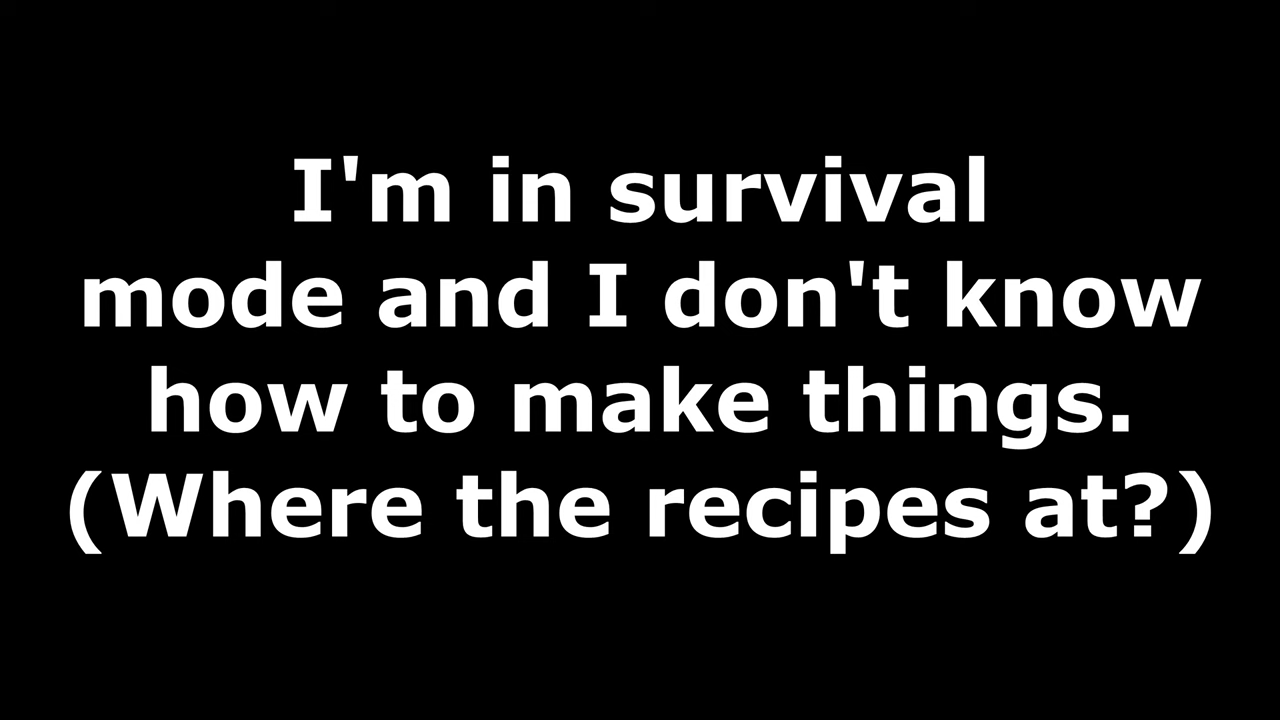 I'm in survival
mode and I don't know
how to make things.
(Where the recipes at?)